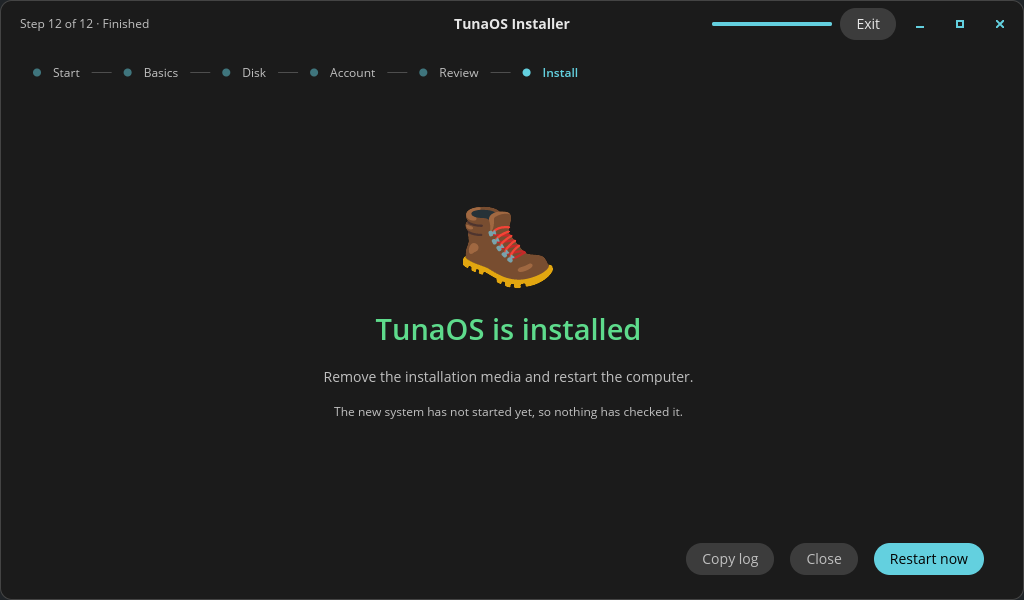 Step 12 of 12 · Finished
TunaOS Installer
Exit
Start
Basics
Disk
Account
Review
Install
TunaOS is installed
Remove the installation media and restart the computer.
The new system has not started yet, so nothing has checked it.
Copy log
Close
Restart now